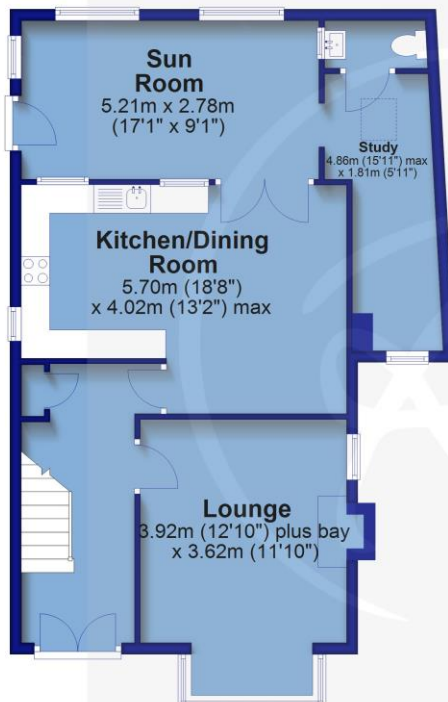 Sun
Room
5.21m x 2.78m
(17'1" x 9'1")
Study
4.86m (15'11") max
x 1.81m (5'11")
Kitchen/Dining
Room
5.70m (18'8")
x 4.02m (13'2") max
Lounge
3.92m (12'10") plus bay
x 3.62m (11'10")